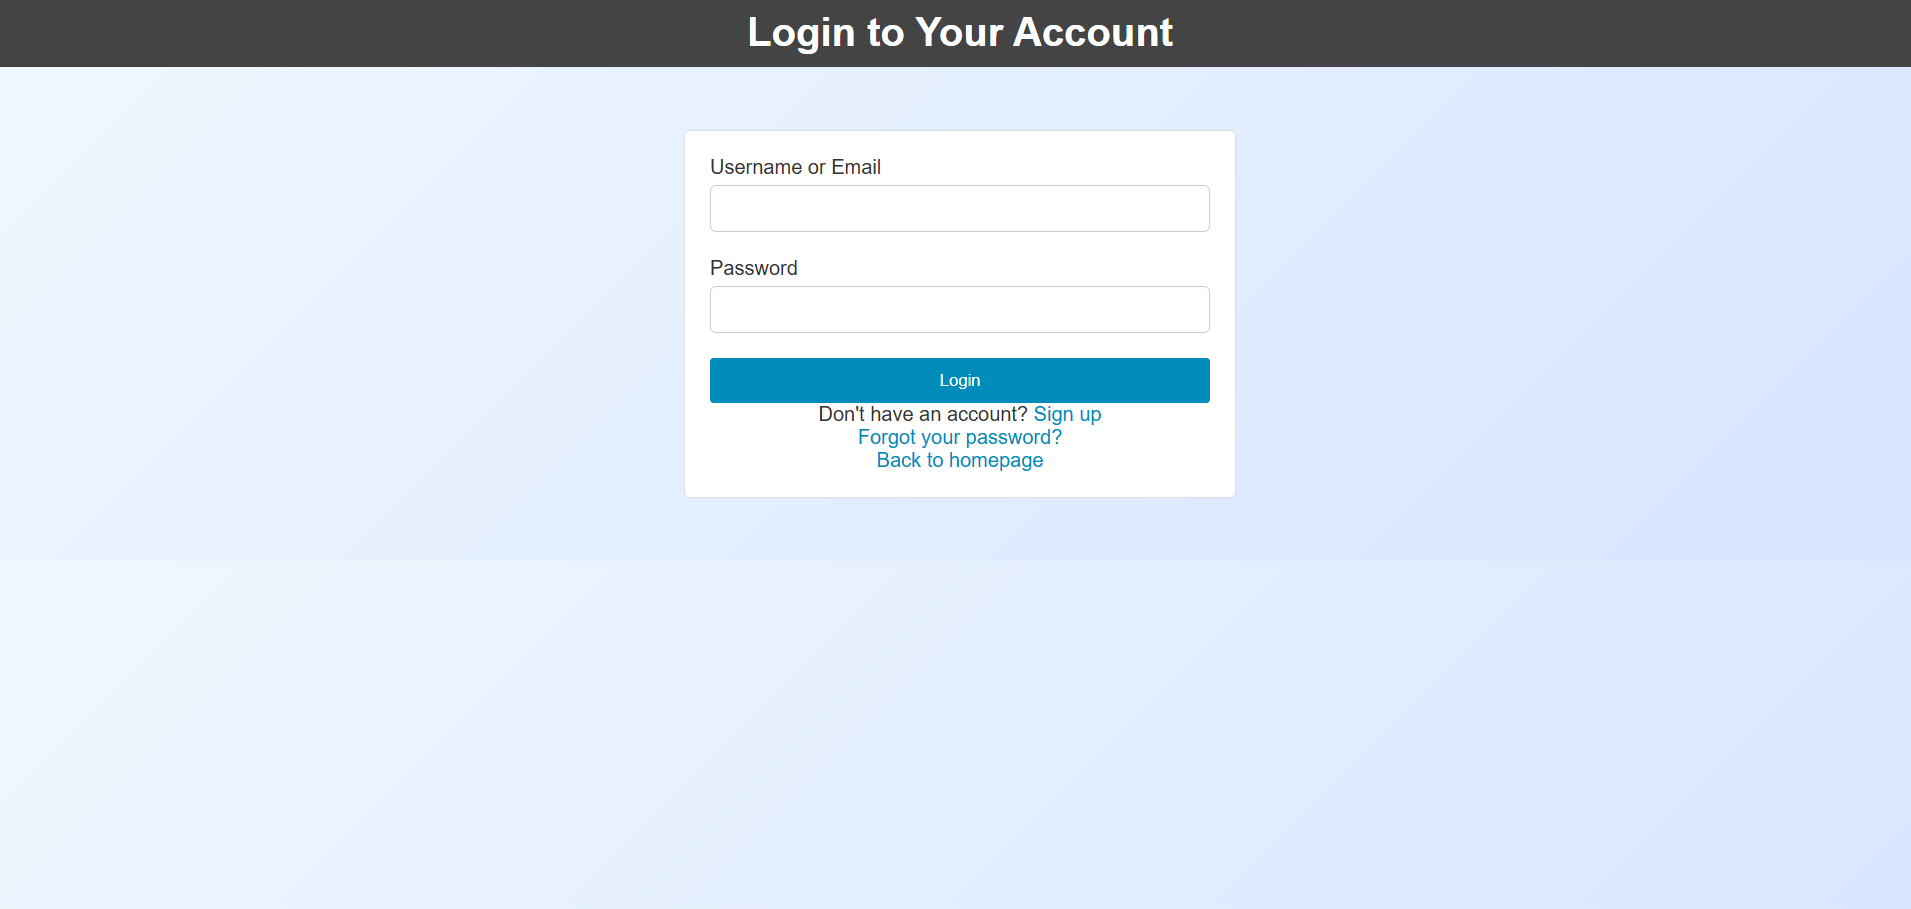 Login to Your Account
Username or Email
Password
Login
Don't have an account? Sign up
Forgot your password?
Back to homepage